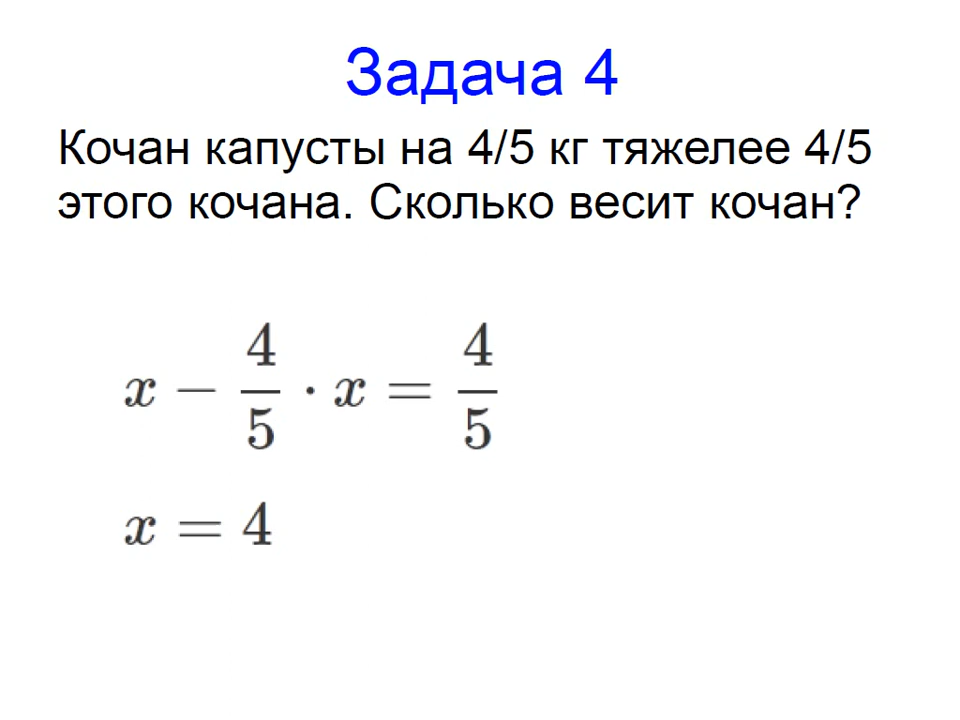 Задача 4
Кочан капусты на 4/5 кг тяжелее 4/5
этого кочана. Сколько весит кочан?
x − 4/5 · x = 4/5
x = 4